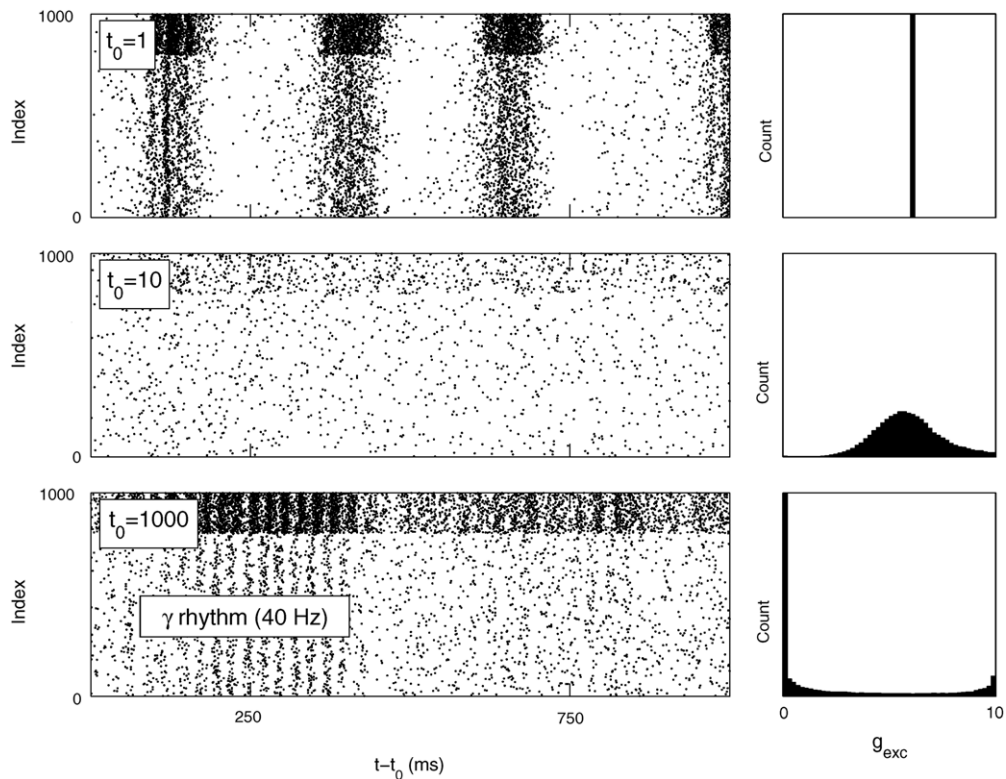 1000
t0=1
Index
0
Count
1000
t0=10
Index
0
Count
1000
t0=1000
γ rhythm (40 Hz)
Index
0
Count
250
750
0
10
t−t0 (ms)
gexc